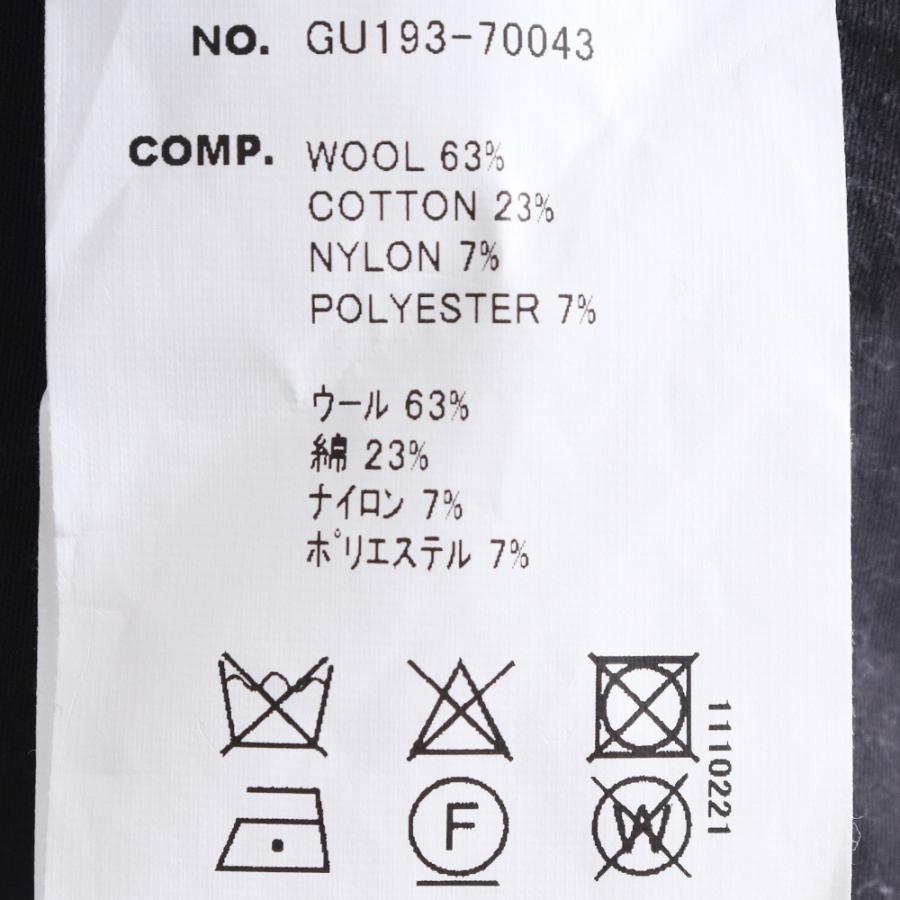 NO. GU193-70043
COMP. WOOL 63%
COTTON 23%
NYLON 7%
POLYESTER 7%
ウール 63%
綿 23%
ナイロン 7%
ポリエステル 7%
F
W
1110221